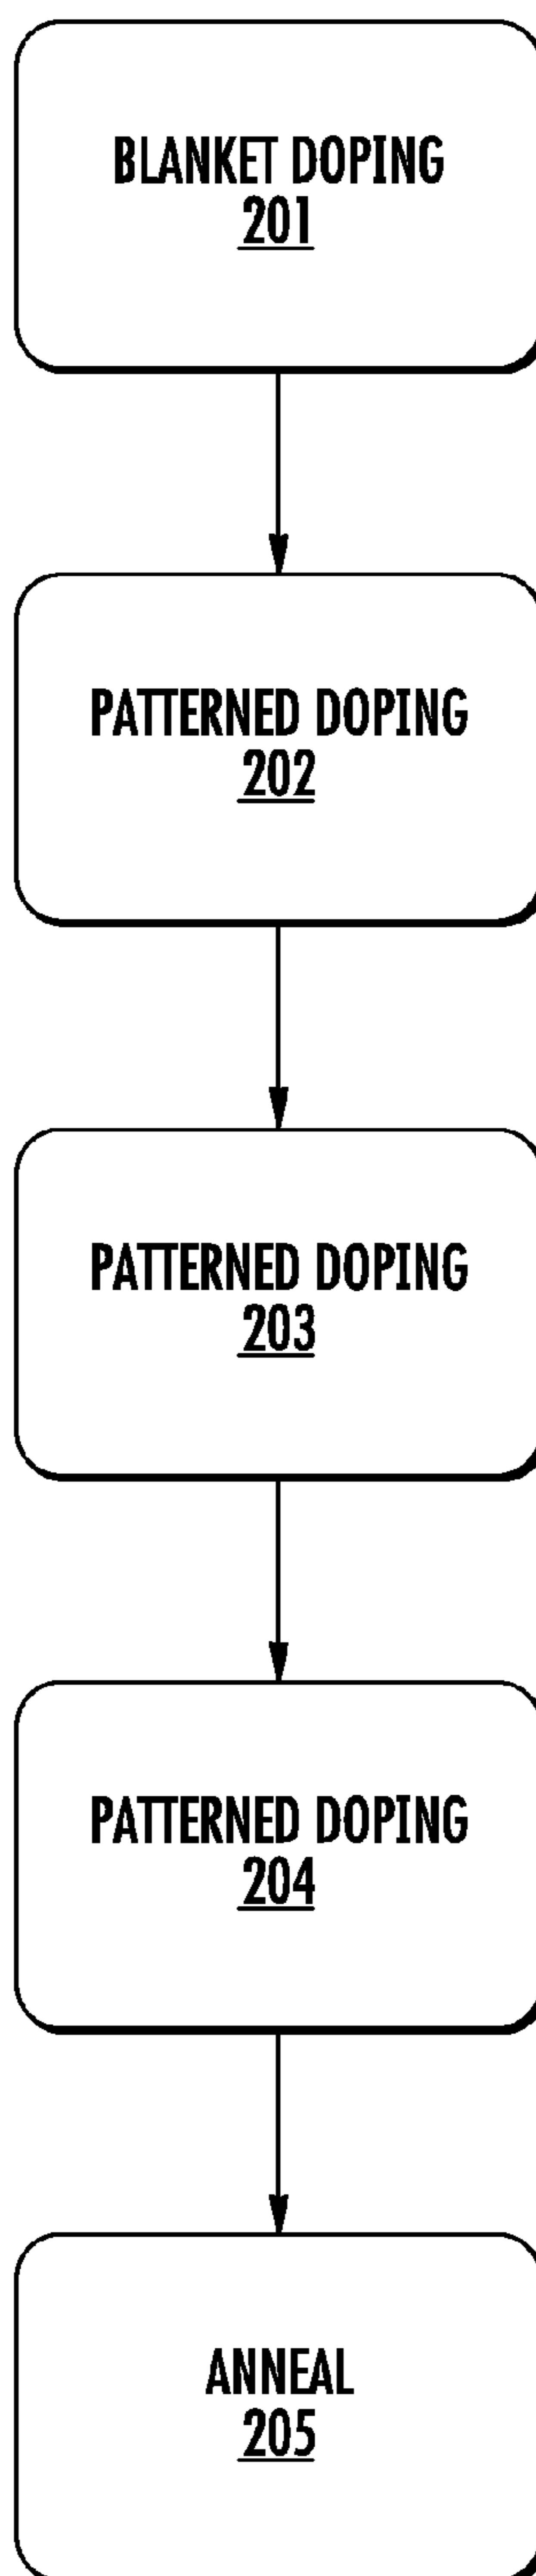 BLANKET DOPING
201
PATTERNED DOPING
202
PATTERNED DOPING
203
PATTERNED DOPING
204
ANNEAL
205